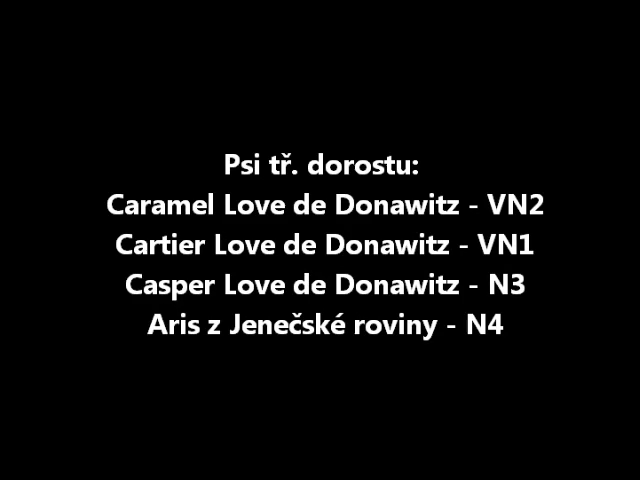 Psi tř. dorostu:
Caramel Love de Donawitz - VN2
Cartier Love de Donawitz - VN1
Casper Love de Donawitz - N3
Aris z Jenečské roviny - N4